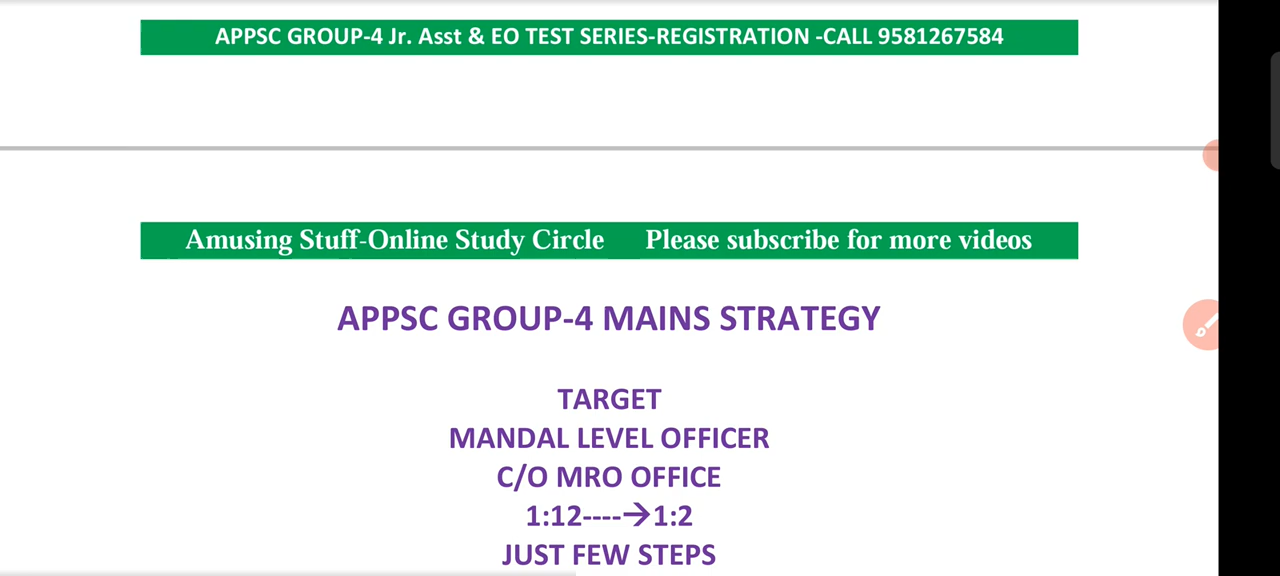 APPSC GROUP-4 Jr. Asst & EO TEST SERIES-REGISTRATION -CALL 9581267584
Amusing Stuff-Online Study Circle Please subscribe for more videos
APPSC GROUP-4 MAINS STRATEGY
TARGET
MANDAL LEVEL OFFICER
C/O MRO OFFICE
1:12----→1:2
JUST FEW STEPS